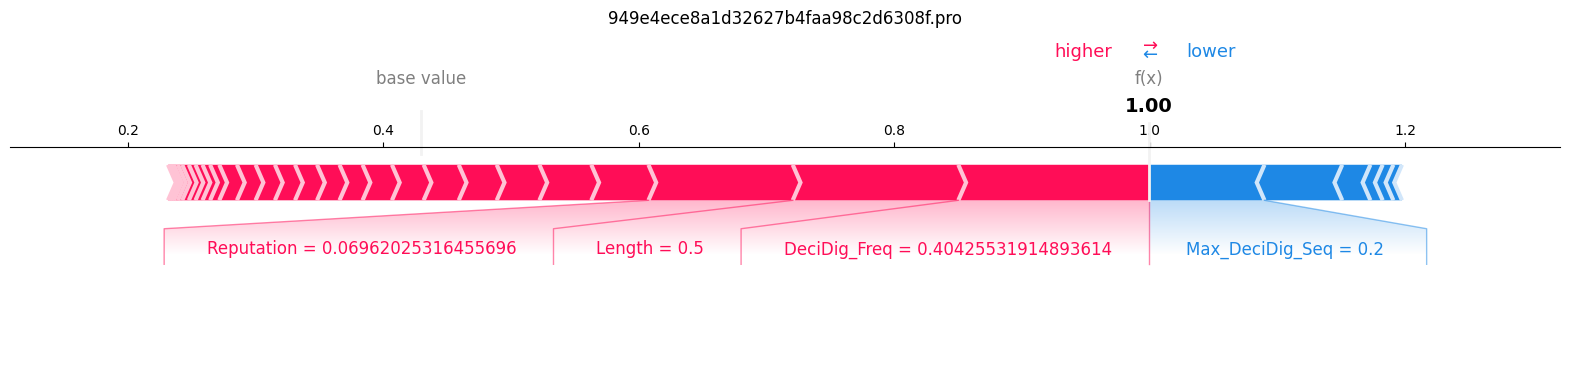 949e4ece8a1d32627b4faa98c2d6308f.pro
higher → ← lower
base value f(x)
1.00
0.2 0.4 0.6 0.8 1.0 1.2
Reputation = 0.06962025316455696 Length = 0.5 DeciDig_Freq = 0.40425531914893614 Max_DeciDig_Seq = 0.2